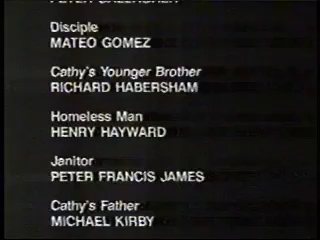 Disciple
MATEO GOMEZ
Cathy's Younger Brother
RICHARD HABERSHAM
Homeless Man
HENRY HAYWARD
Janitor
PETER FRANCIS JAMES
Cathy's Father
MICHAEL KIRBY